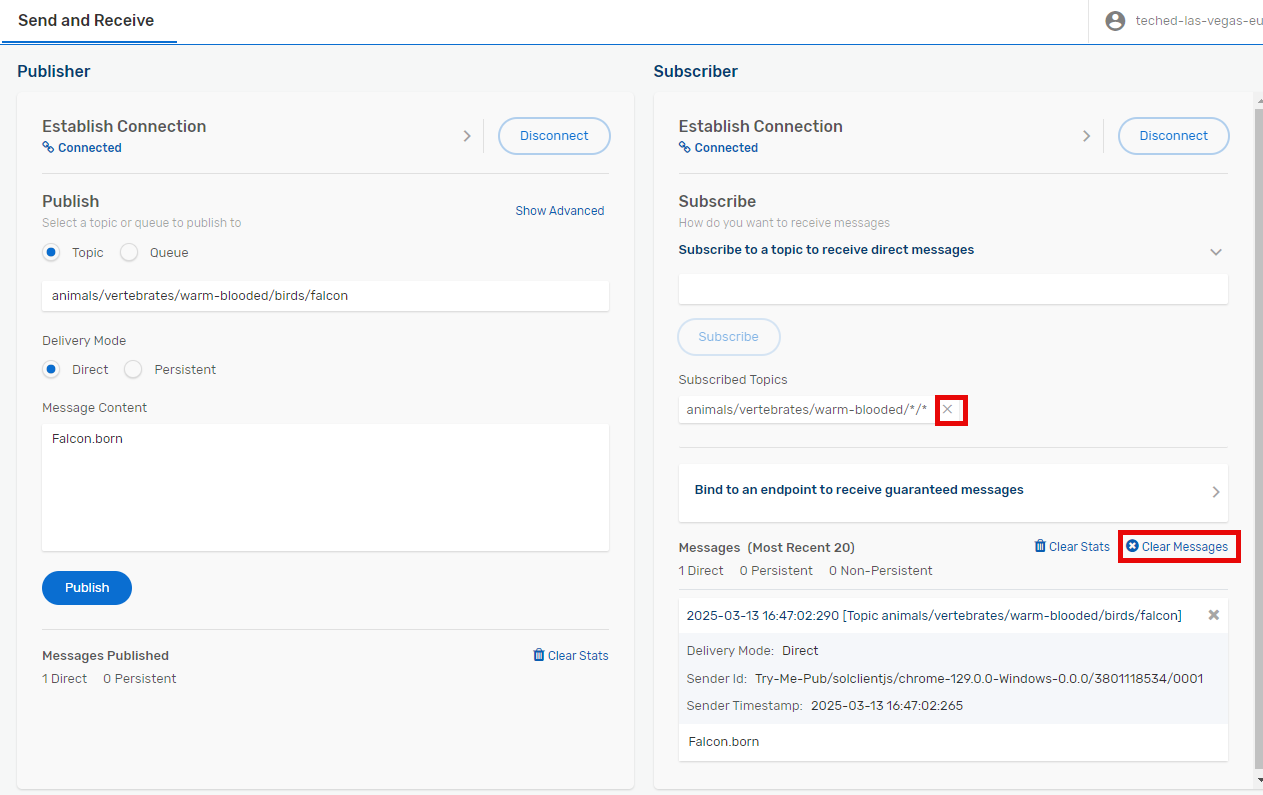 Send and Receive
teched-las-vegas-eu
Publisher
Establish Connection
Connected
Disconnect
Publish
Select a topic or queue to publish to
Show Advanced
Topic
Queue
animals/vertebrates/warm-blooded/birds/falcon
Delivery Mode
Direct
Persistent
Message Content
Falcon.born
Publish
Messages Published
Clear Stats
1 Direct 0 Persistent
Subscriber
Establish Connection
Connected
Disconnect
Subscribe
How do you want to receive messages
Subscribe to a topic to receive direct messages
Subscribe
Subscribed Topics
animals/vertebrates/warm-blooded/*/*
Bind to an endpoint to receive guaranteed messages
Messages (Most Recent 20)
Clear Stats
Clear Messages
1 Direct 0 Persistent 0 Non-Persistent
2025-03-13 16:47:02:290 [Topic animals/vertebrates/warm-blooded/birds/falcon]
Delivery Mode: Direct
Sender Id: Try-Me-Pub/solclientjs/chrome-129.0.0-Windows-0.0.0/3801118534/0001
Sender Timestamp: 2025-03-13 16:47:02:265
Falcon.born